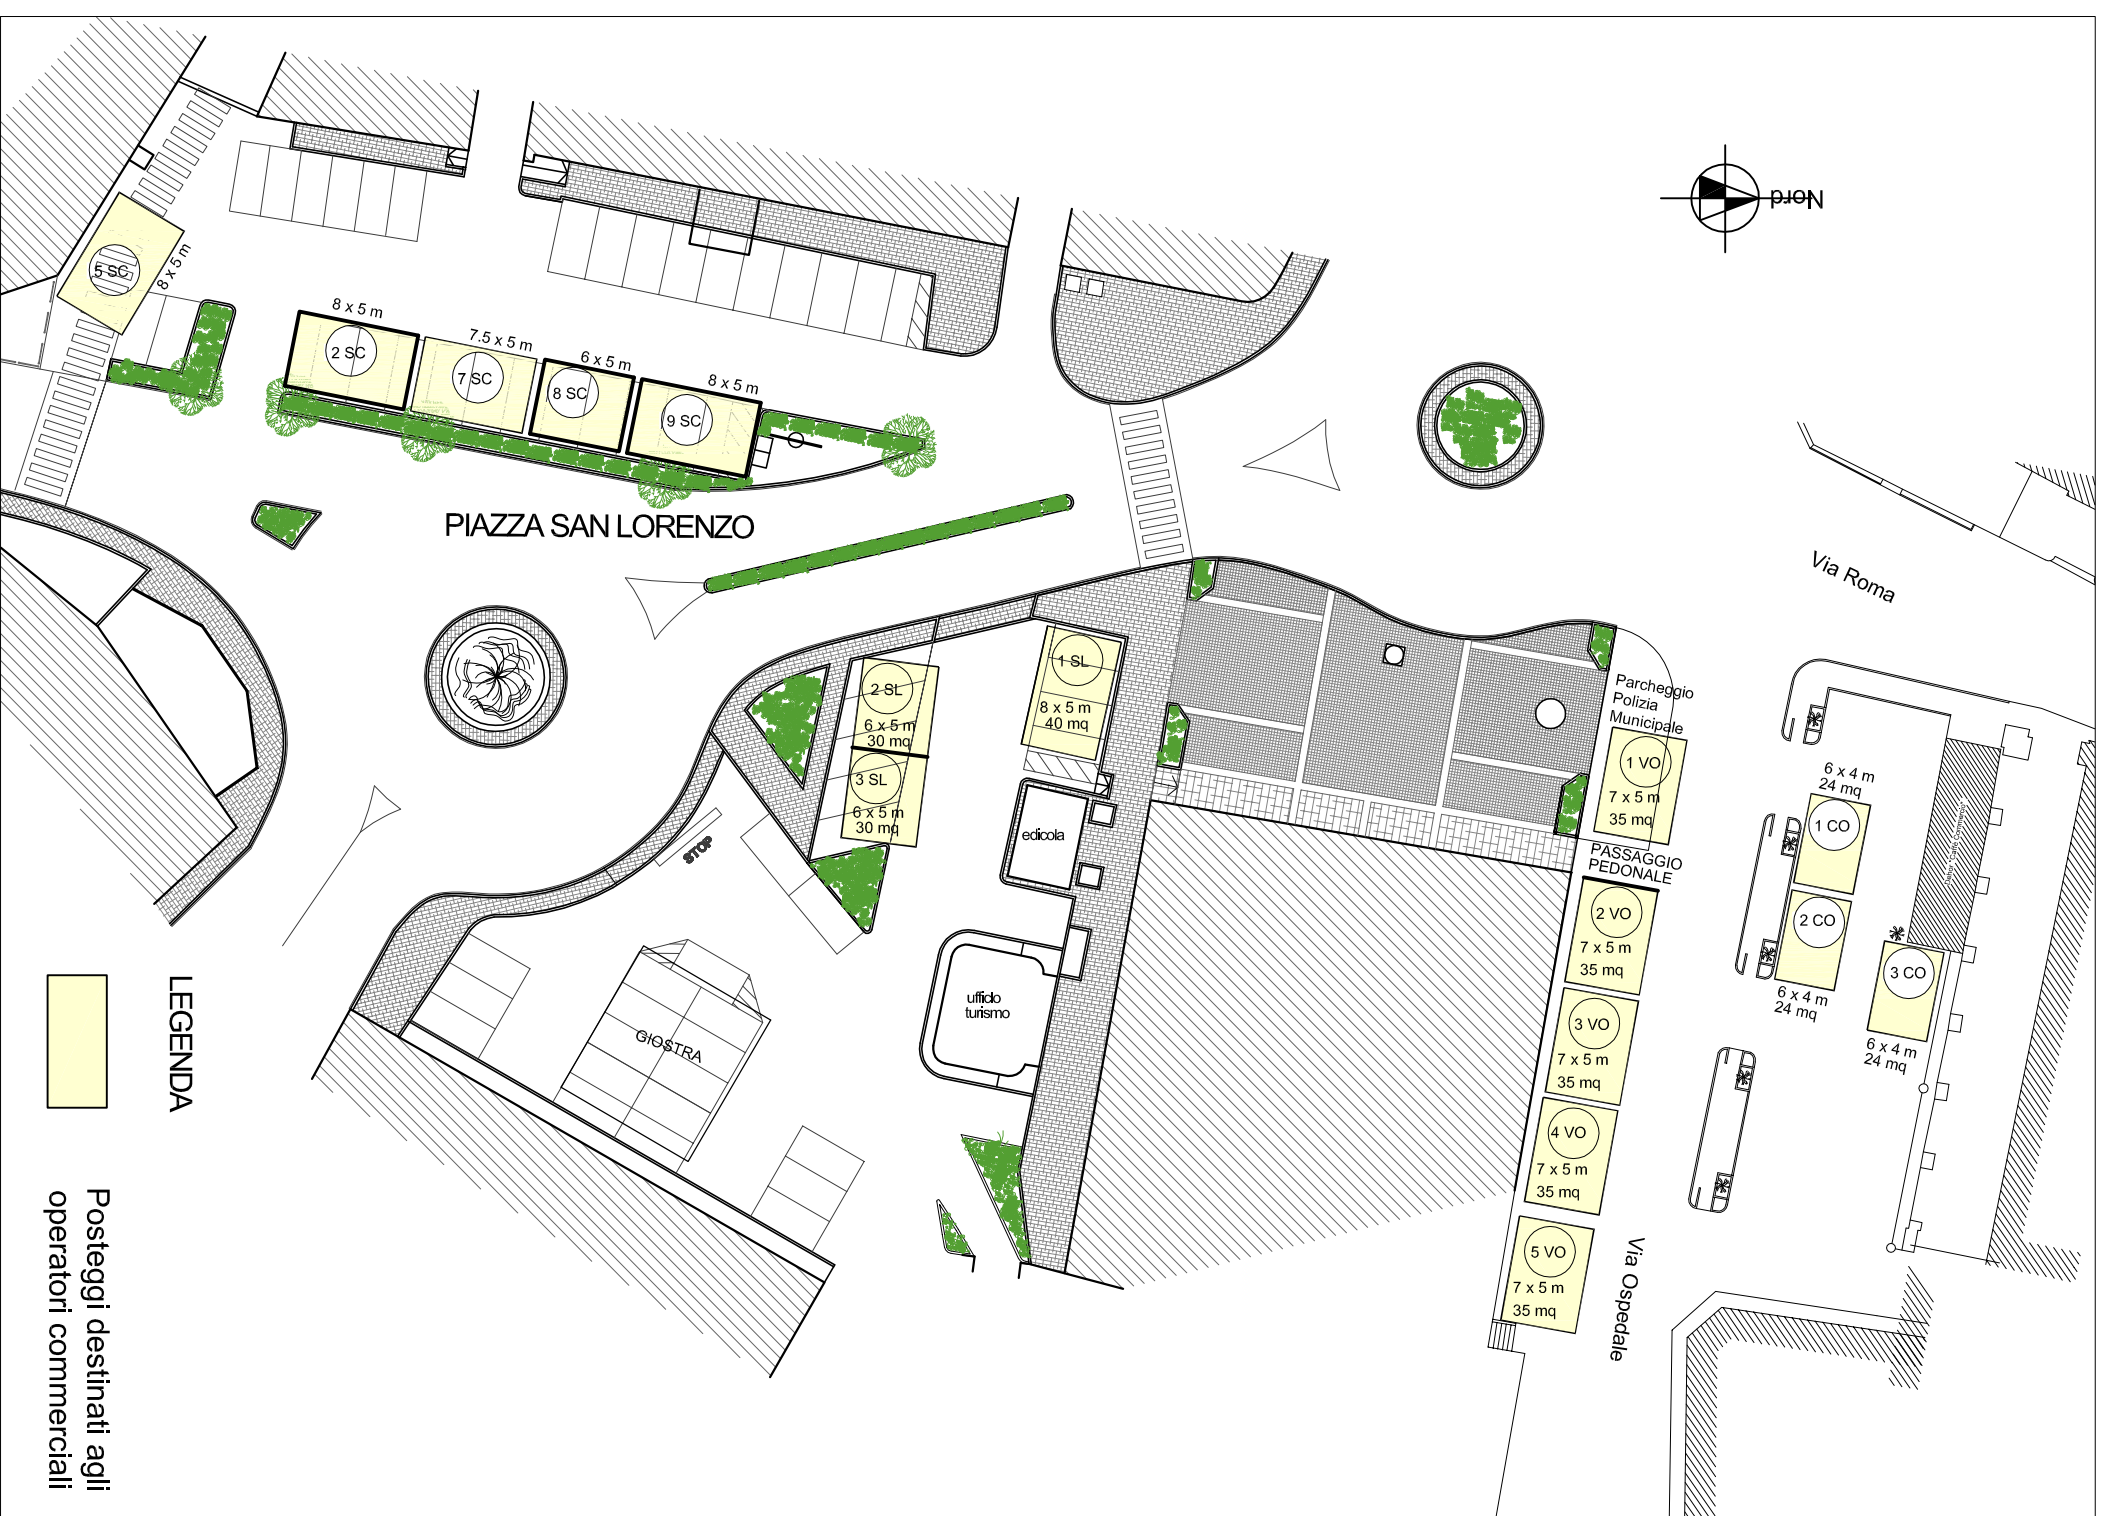 Nord
5 SC
8 x 5 m
8 x 5 m
2 SC
7.5 x 5 m
7 SC
6 x 5 m
8 SC
8 x 5 m
9 SC
PIAZZA SAN LORENZO
Via Roma
1 SL
8 x 5 m
40 mq
2 SL
6 x 5 m
30 mq
3 SL
6 x 5 m
30 mq
Parcheggio
Polizia
Municipale
1 VO
7 x 5 m
35 mq
PASSAGGIO
PEDONALE
2 VO
7 x 5 m
35 mq
3 VO
7 x 5 m
35 mq
4 VO
7 x 5 m
35 mq
5 VO
7 x 5 m
35 mq
Via Ospedale
6 x 4 m
24 mq
1 CO
2 CO
6 x 4 m
24 mq
3 CO
6 x 4 m
24 mq
edicola
ufficio
turismo
STOP
GIOSTRA
LEGENDA
Posteggi destinati agli
operatori commerciali